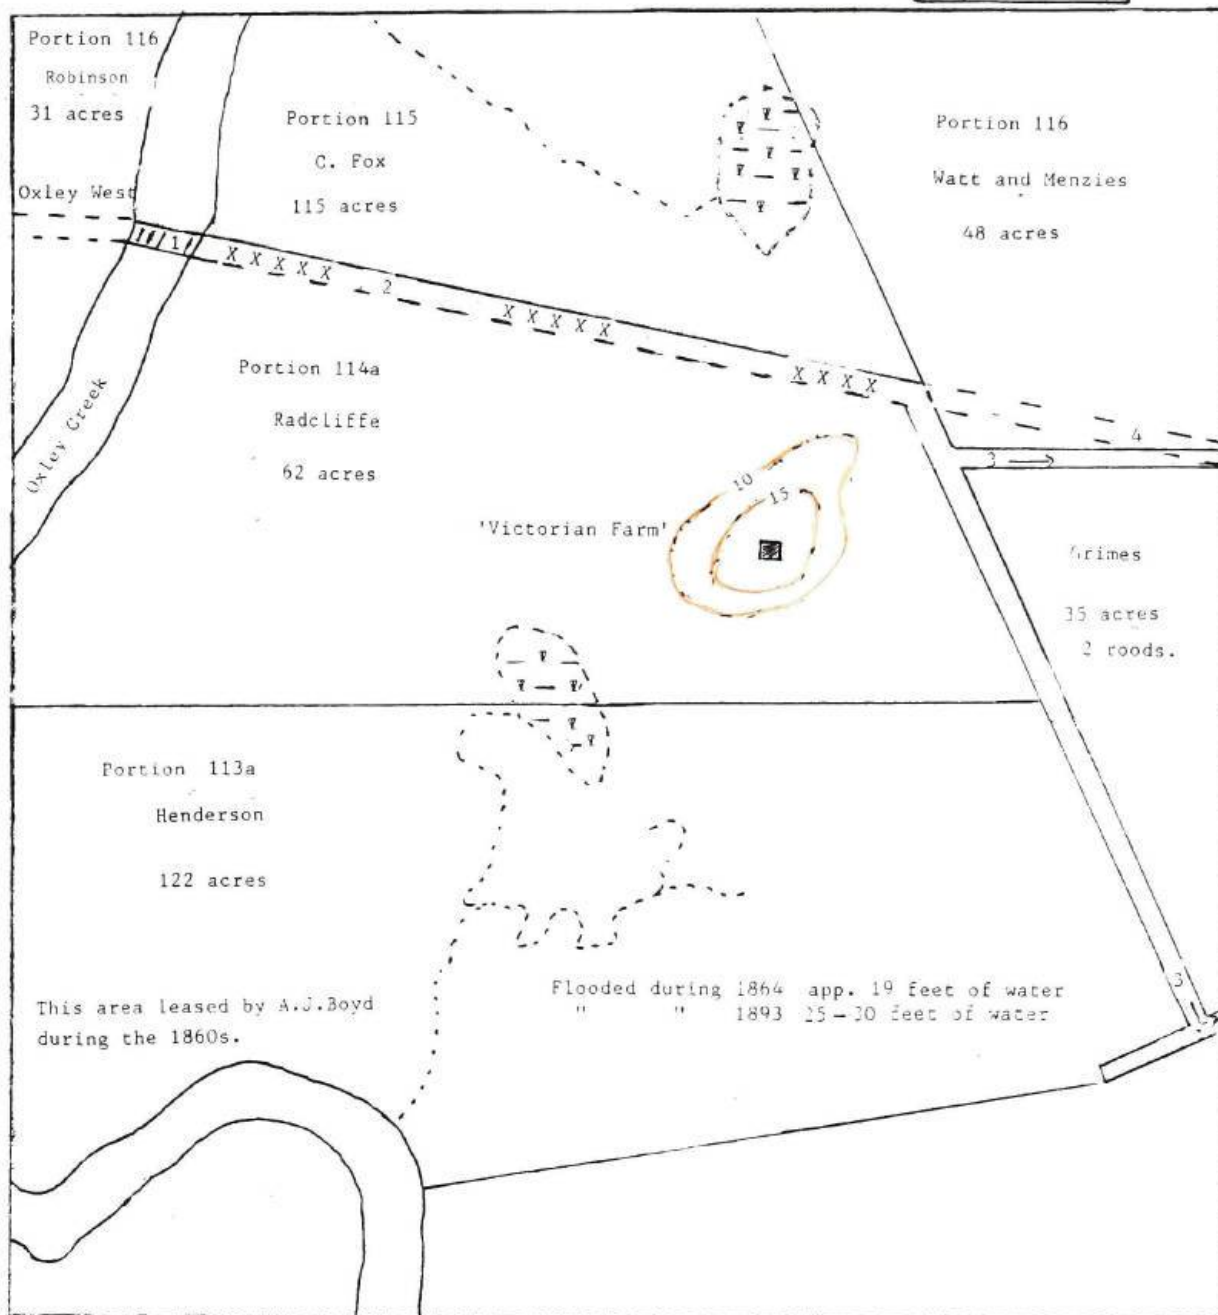 Portion 116
Robinson
31 acres
Oxley West
Portion 115
C. Fox
115 acres
Portion 116
Watt and Menzies
48 acres
1
X X X X X
2
X X X X X
X X X X
4
3
Portion 114a
Radcliffe
62 acres
Oxley Creek
10
15
'Victorian Farm'
Grimes
35 acres
2 roods.
Portion 113a
Henderson
122 acres
3
This area leased by A.J.Boyd
during the 1860s.
Flooded during 1864 app. 19 feet of water
" " 1893 25-30 feet of water